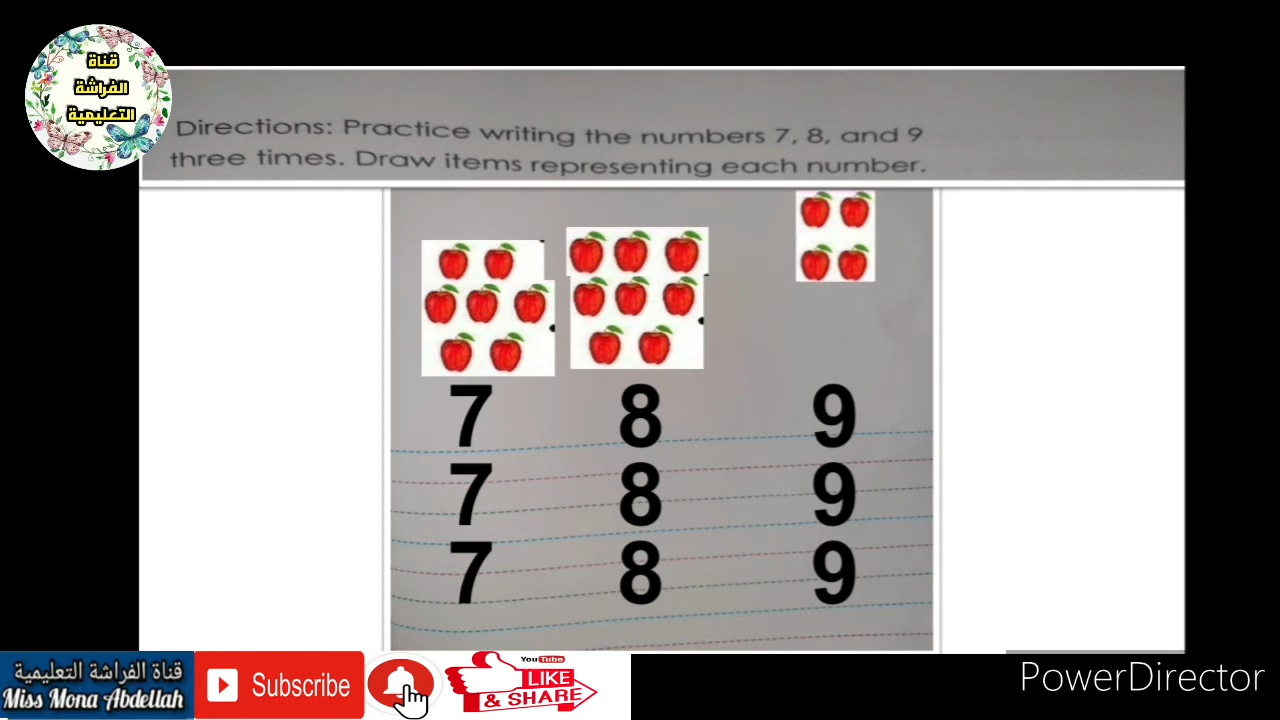 قناة
الفراشة
التعليمية
Directions: Practice writing the numbers 7, 8, and 9
three times. Draw items representing each number.
7 8 9
7 8 9
7 8 9
قناة الفراشة التعليمية
Miss Mona Abdellah
Subscribe
YouTube
LIKE
& SHARE
PowerDirector